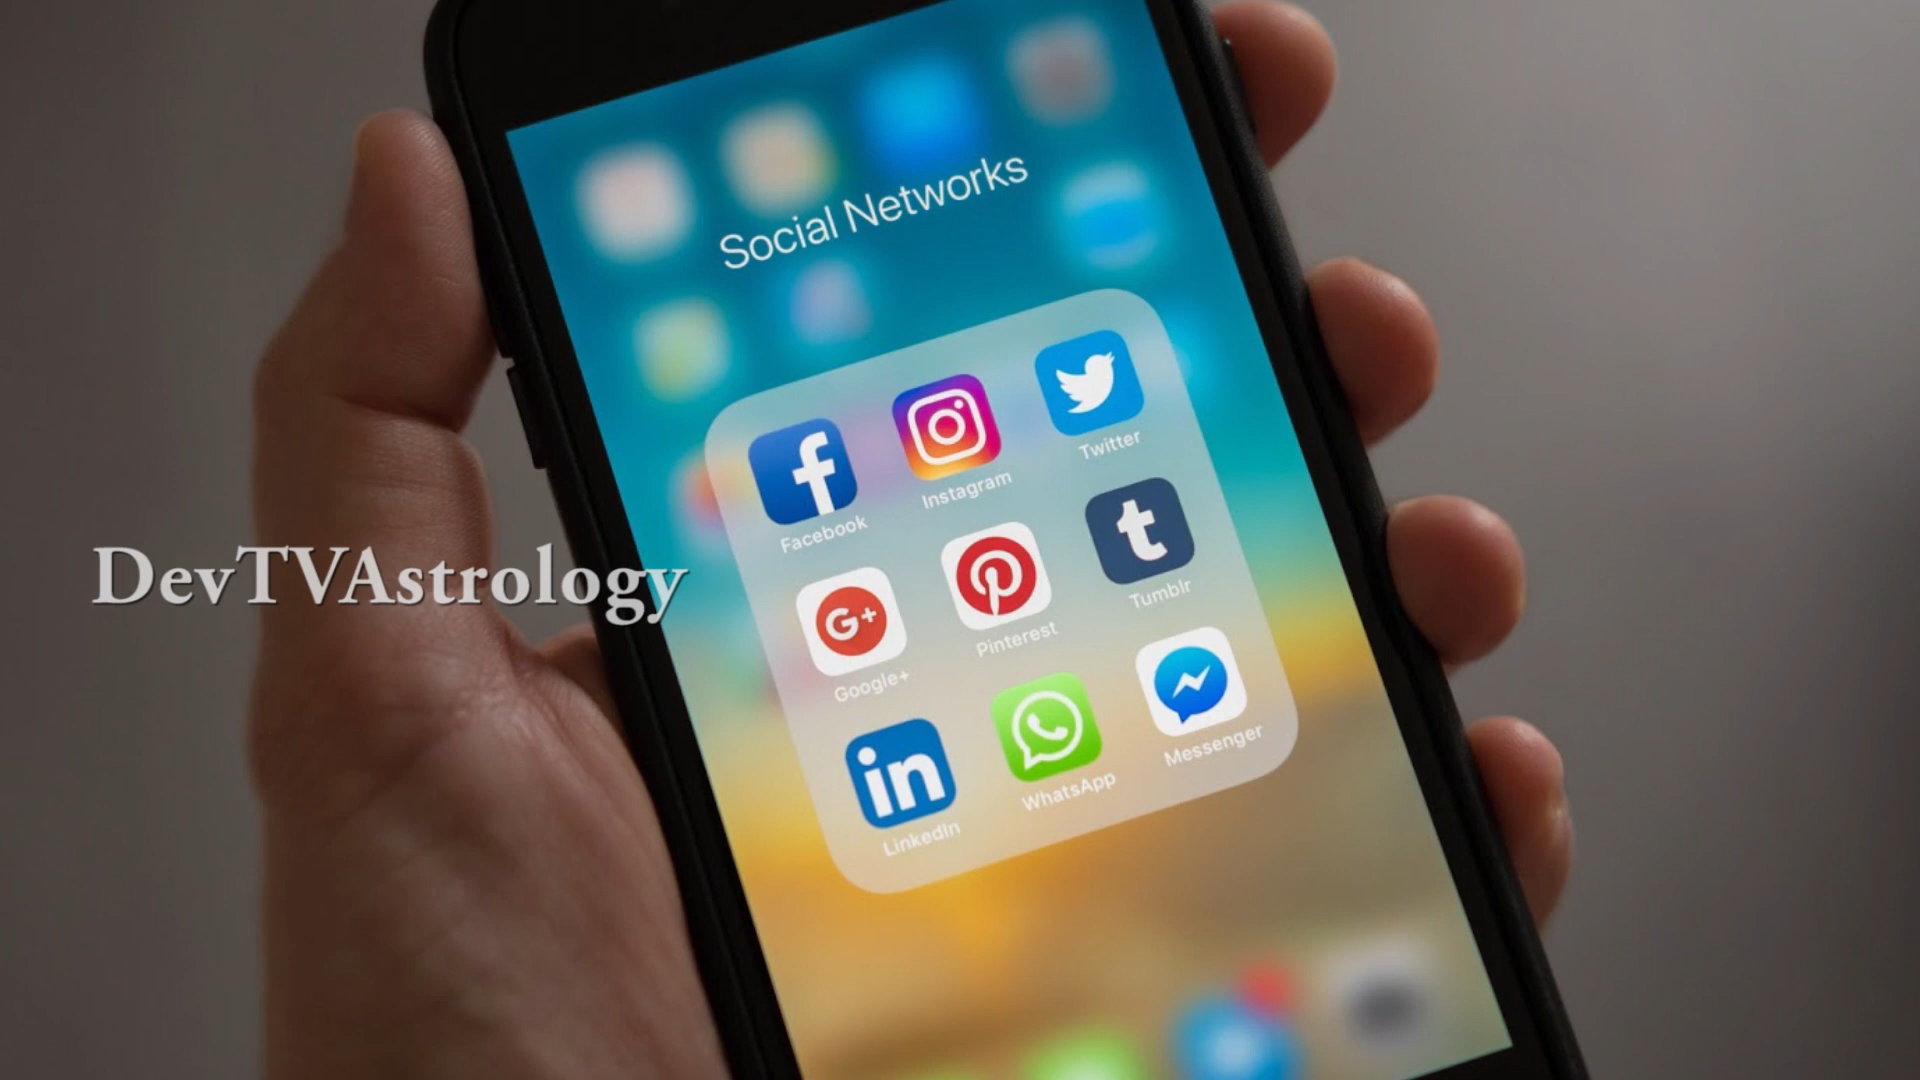 Social Networks
Facebook
Instagram
Twitter
Google+
Pinterest
Tumblr
LinkedIn
WhatsApp
Messenger
DevTVAstrology